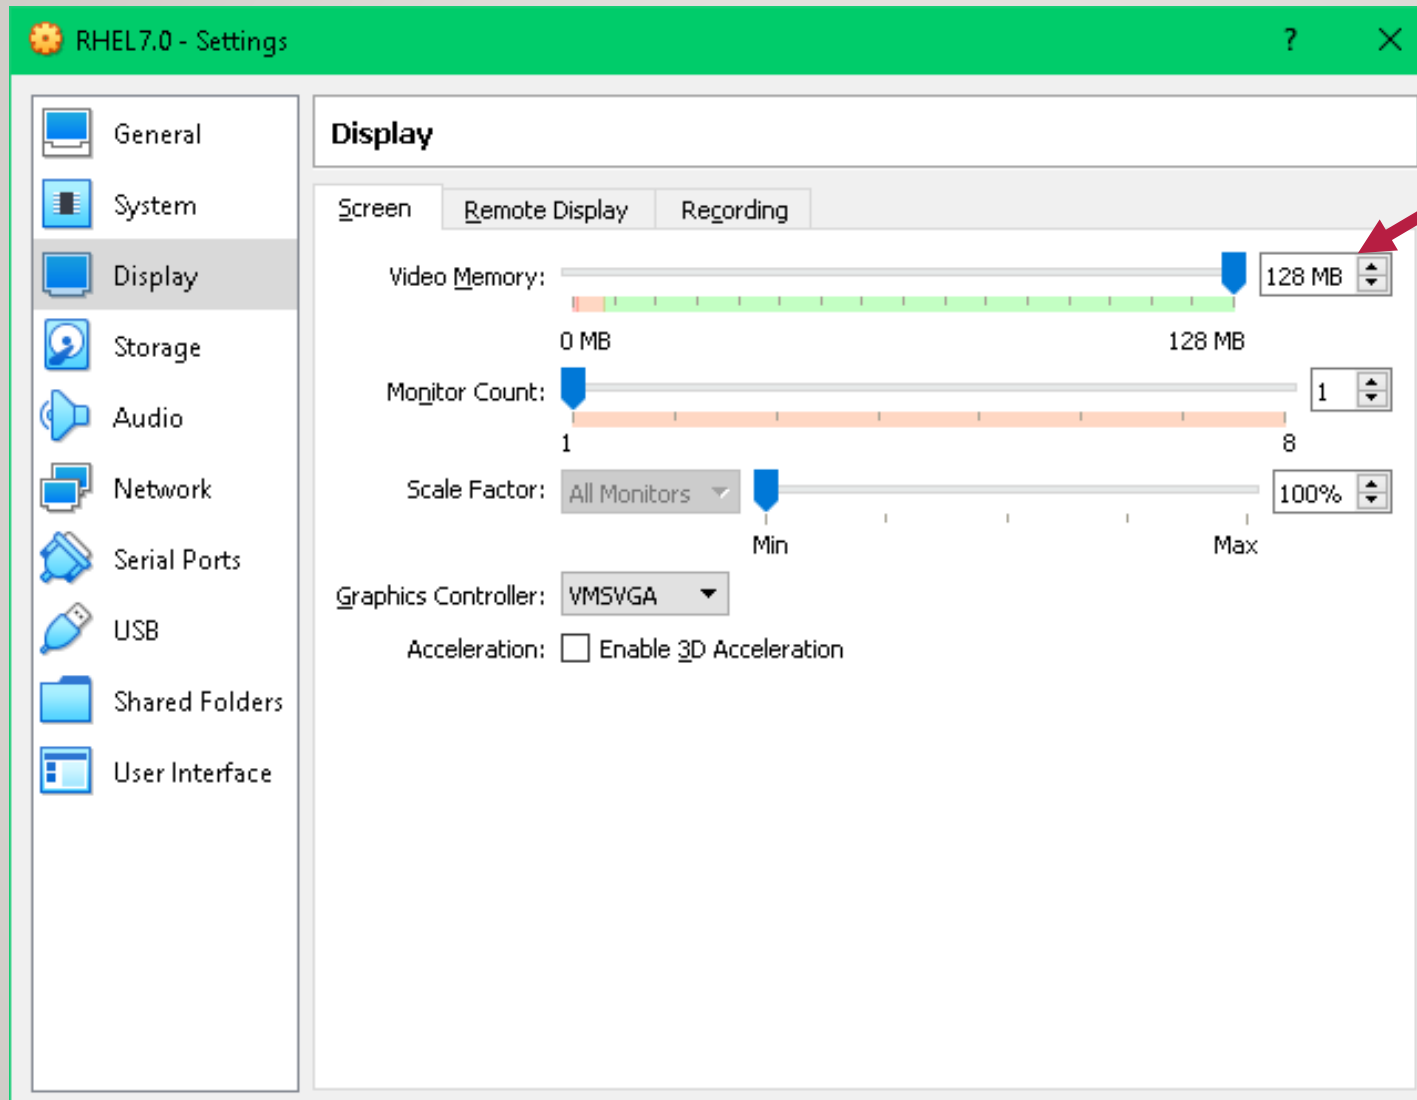 RHEL7.0 - Settings ?
General
System
Display
Storage
Audio
Network
Serial Ports
USB
Shared Folders
User Interface
Display
Screen Remote Display Recording
Video Memory: 128 MB
0 MB 128 MB
Monitor Count: 1
1 8
Scale Factor: All Monitors 100%
Min Max
Graphics Controller: VMSVGA
Acceleration: Enable 3D Acceleration